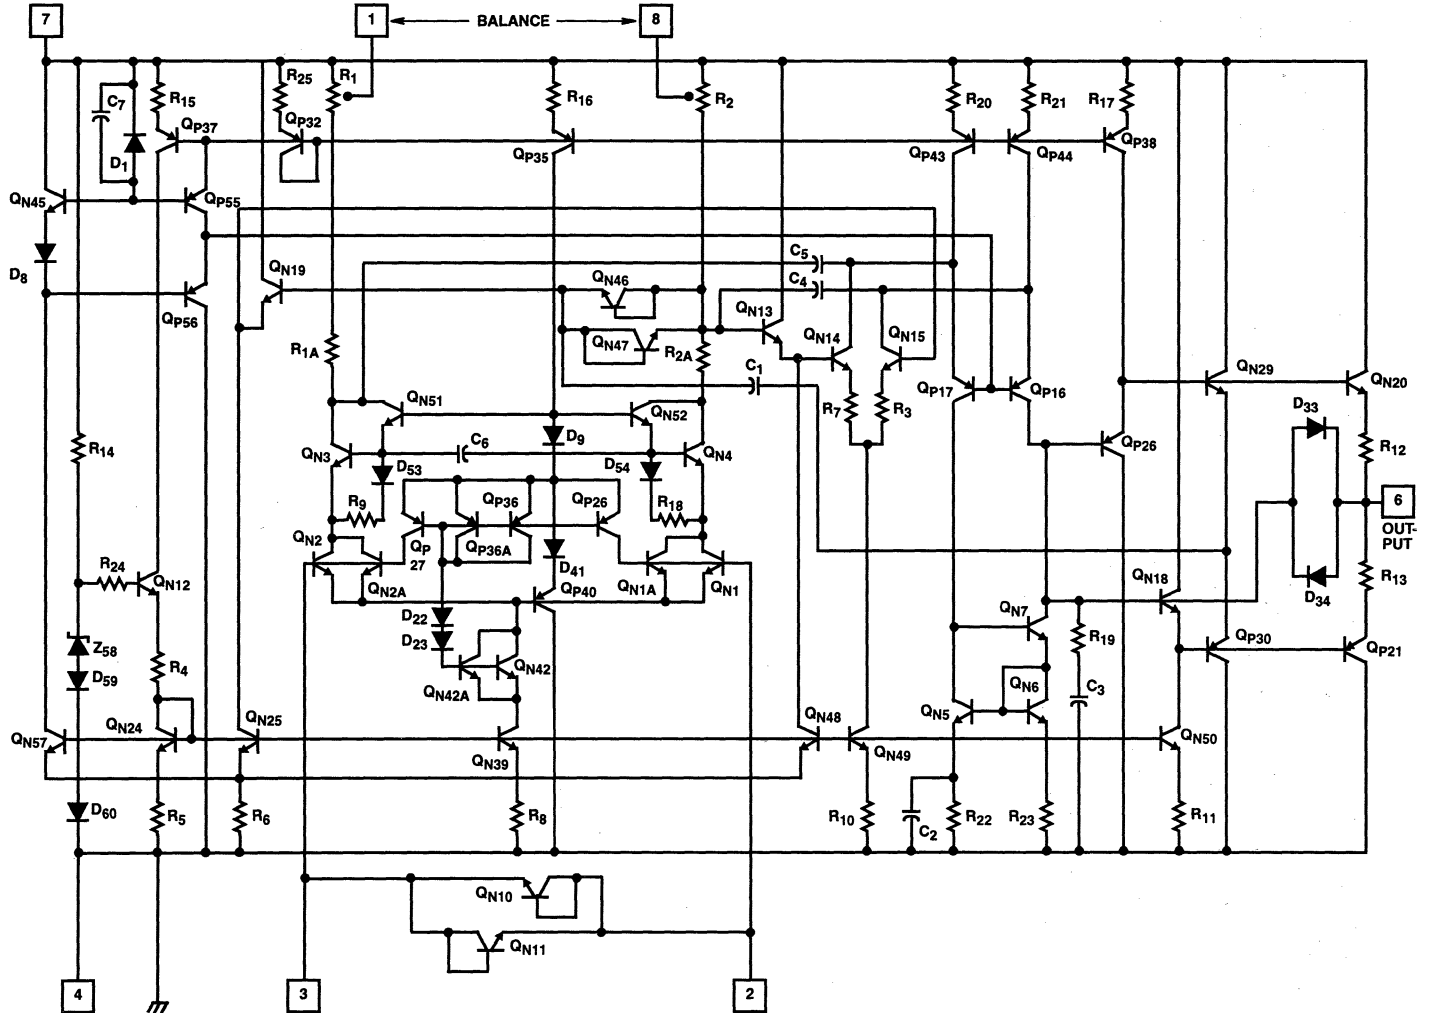 7
1
BALANCE
8
C7
R15
R25
R1
R16
R2
R20
R21
R17
D1
QP37
QP32
QP35
QP43
QP44
QP38
QN45
QP55
D8
QN19
QP56
QN46
C5
C4
QN13
QN14
QN15
QN47
R2A
R1A
C1
QN29
QN20
QN51
QN52
R7
R3
QP17
QP16
D33
R14
QN3
D53
C6
D9
D54
QN4
QP26
R12
6
OUT-
PUT
R9
QP36
QP26
R18
QN2
QP
27
QP36A
D41
R24
QN12
QN2A
QP40
QN1A
QN1
QN18
D34
R13
D22
D23
QN7
R19
QP30
QP21
Z58
D59
R4
QN42
QN42A
QN6
C3
QN57
QN24
QN25
QN39
QN48
QN49
QN5
QN50
D60
R5
R6
R8
R10
C2
R22
R23
R11
QN10
QN11
4
3
2